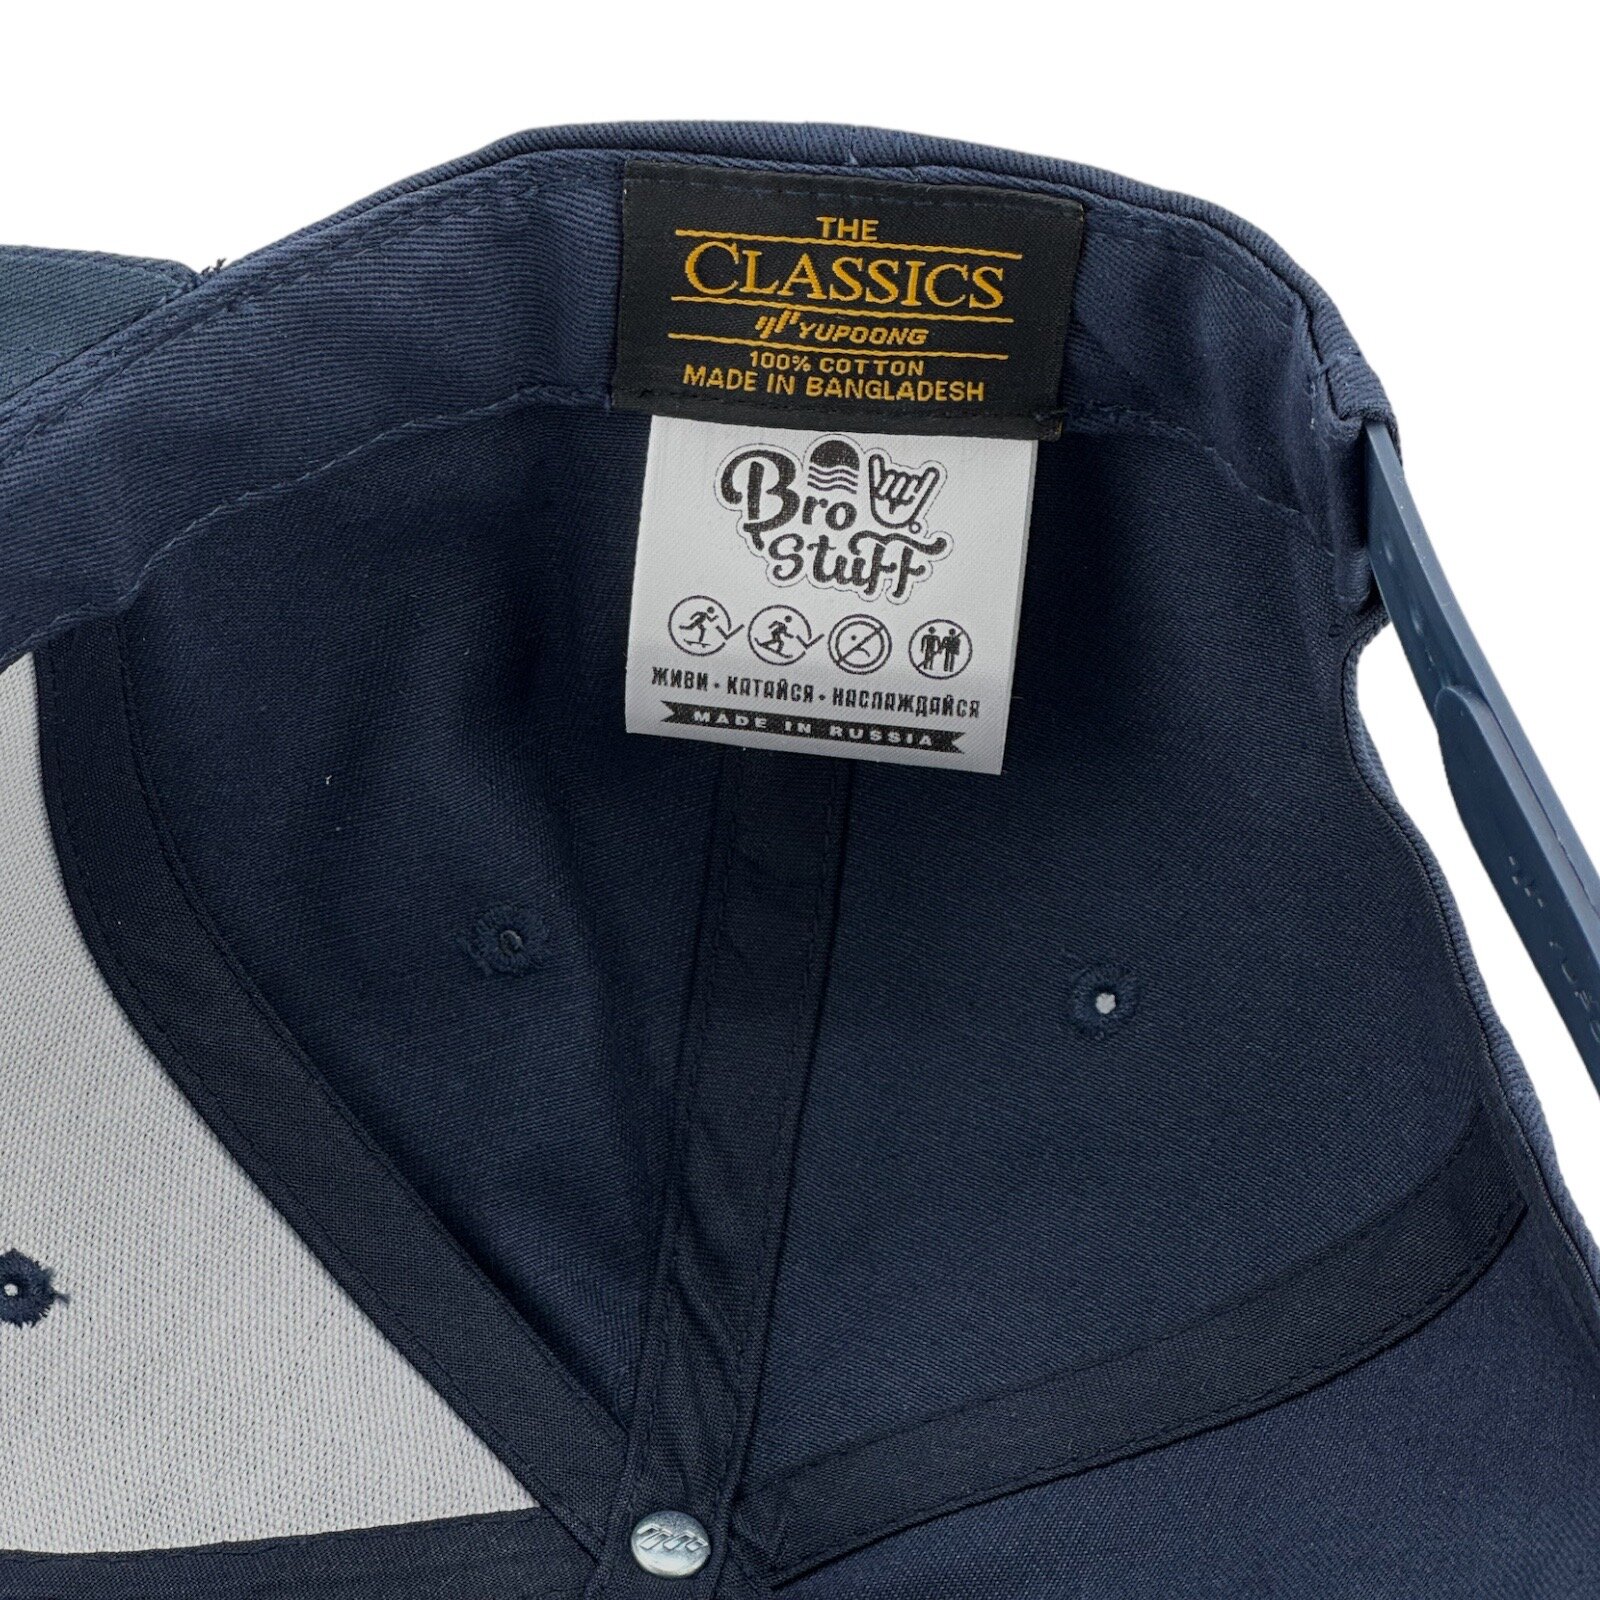 THE
CLASSICS
YUPOONG
100% COTTON
MADE IN BANGLADESH
Bro
Stuff
ЖИВИ • КАТАЙСЯ • НАСЛАЖДАЙСЯ
MADE IN RUSSIA